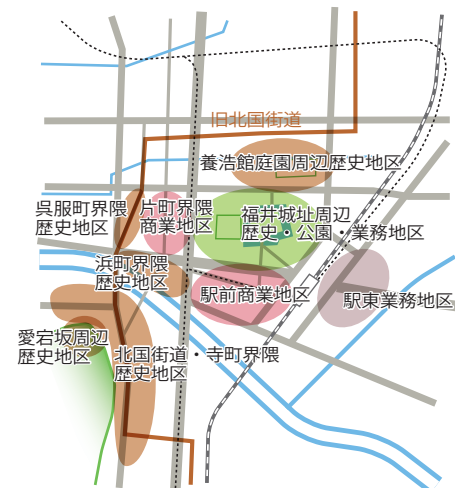 旧北国街道
養浩館庭園周辺歴史地区
呉服町界隈
歴史地区
片町界隈
商業地区
福井城址周辺
歴史・公園・業務地区
浜町界隈
歴史地区
駅前商業地区
駅東業務地区
愛宕坂周辺
歴史地区
北国街道・寺町界隈
歴史地区